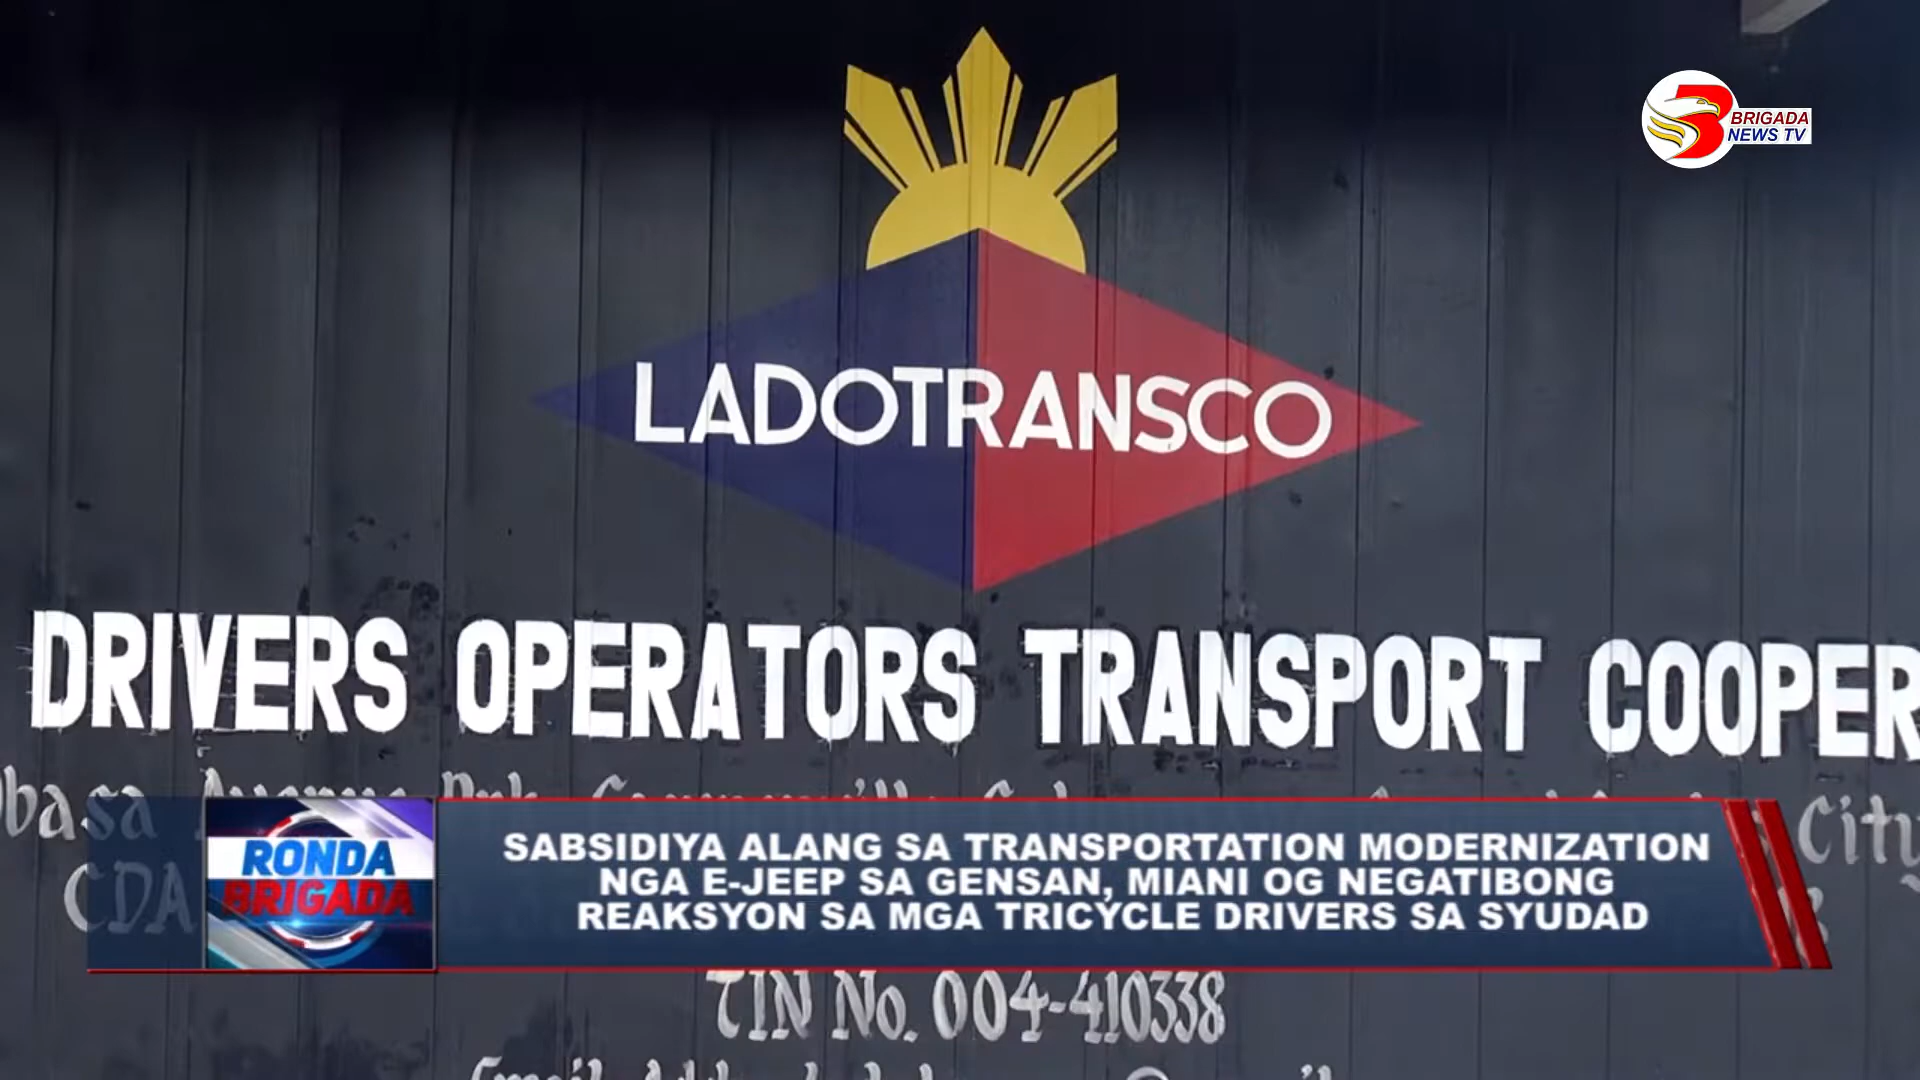 BRIGADA
NEWS TV
LADOTRANSCO
DRIVERS OPERATORS TRANSPORT COOPER
City
CDA
RONDA
BRIGADA
SABSIDIYA ALANG SA TRANSPORTATION MODERNIZATION
NGA E-JEEP SA GENSAN, MIANI OG NEGATIBONG
REAKSYON SA MGA TRICYCLE DRIVERS SA SYUDAD
TIN No. 004-410338